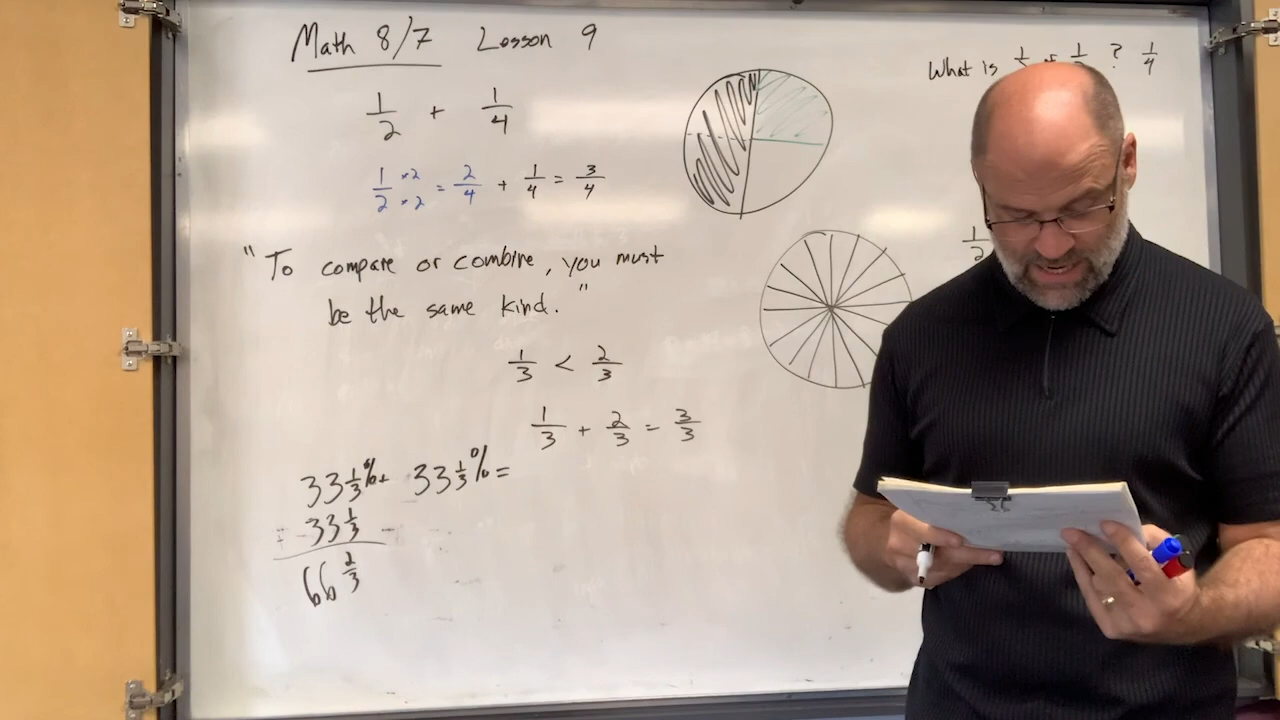 Math 8/7 Lesson 9
What is ? 1/4
1/2 + 1/4
1/2 ×2 ×2 = 2/4 + 1/4 = 3/4
1/2
"To compare or combine, you must
be the same kind."
1/3 < 2/3
1/3 + 2/3 = 3/3
33 1/3 % + 33 1/3 % =
33 1/3
66 2/3